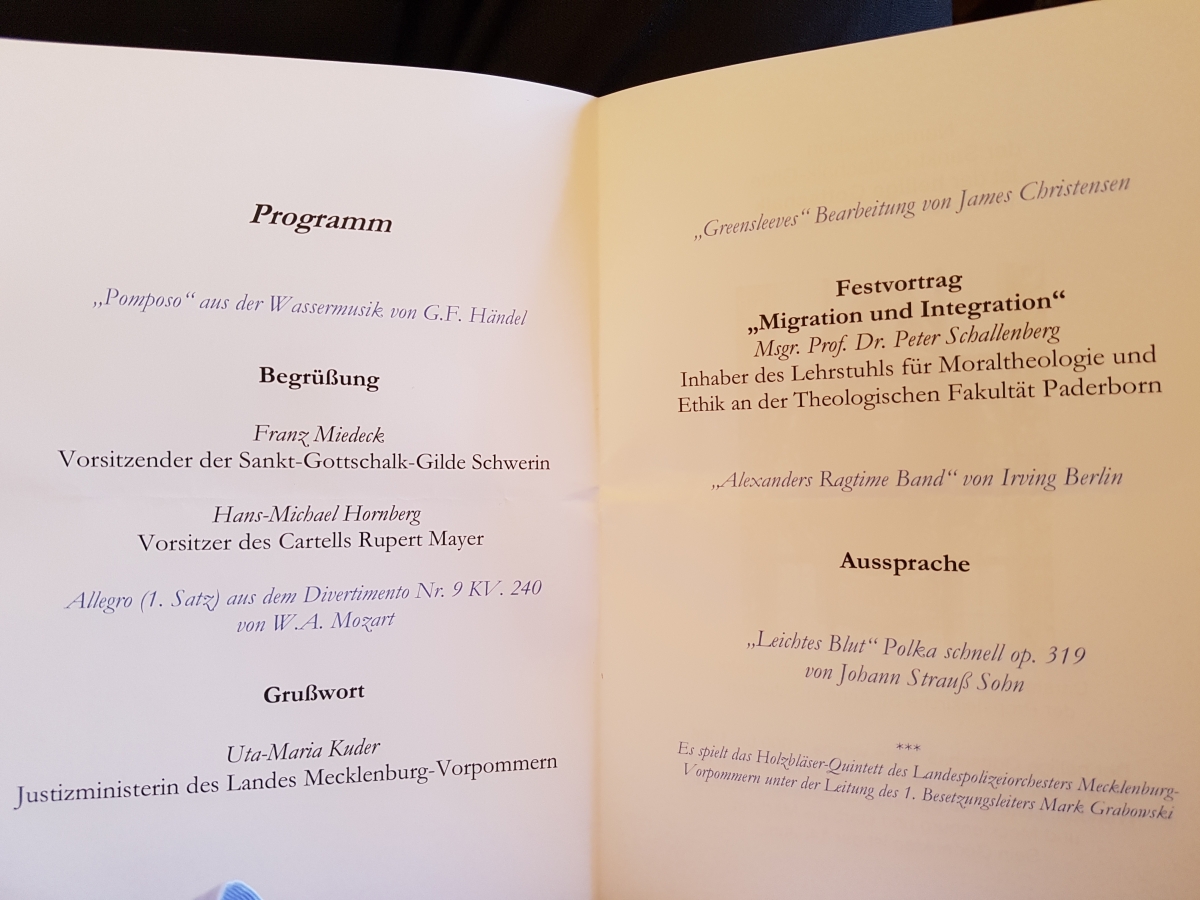 Programm
„Pomposo“ aus der Wassermusik von G.F. Händel
Begrüßung
Franz Miedeck
Vorsitzender der Sankt-Gottschalk-Gilde Schwerin
Hans-Michael Hornberg
Vorsitzer des Cartells Rupert Mayer
Allegro (1. Satz) aus dem Divertimento Nr. 9 KV. 240
von W.A. Mozart
Grußwort
Uta-Maria Kuder
Justizministerin des Landes Mecklenburg-Vorpommern
„Greensleeves“ Bearbeitung von James Christensen
Festvortrag
„Migration und Integration“
Msgr. Prof. Dr. Peter Schallenberg
Inhaber des Lehrstuhls für Moraltheologie und
Ethik an der Theologischen Fakultät Paderborn
„Alexanders Ragtime Band“ von Irving Berlin
Aussprache
„Leichtes Blut“ Polka schnell op. 319
von Johann Strauß Sohn
***
Es spielt das Holzbläser-Quintett des Landespolizeiorchesters Mecklenburg-
Vorpommern unter der Leitung des 1. Besetzungsleiters Mark Grabowski